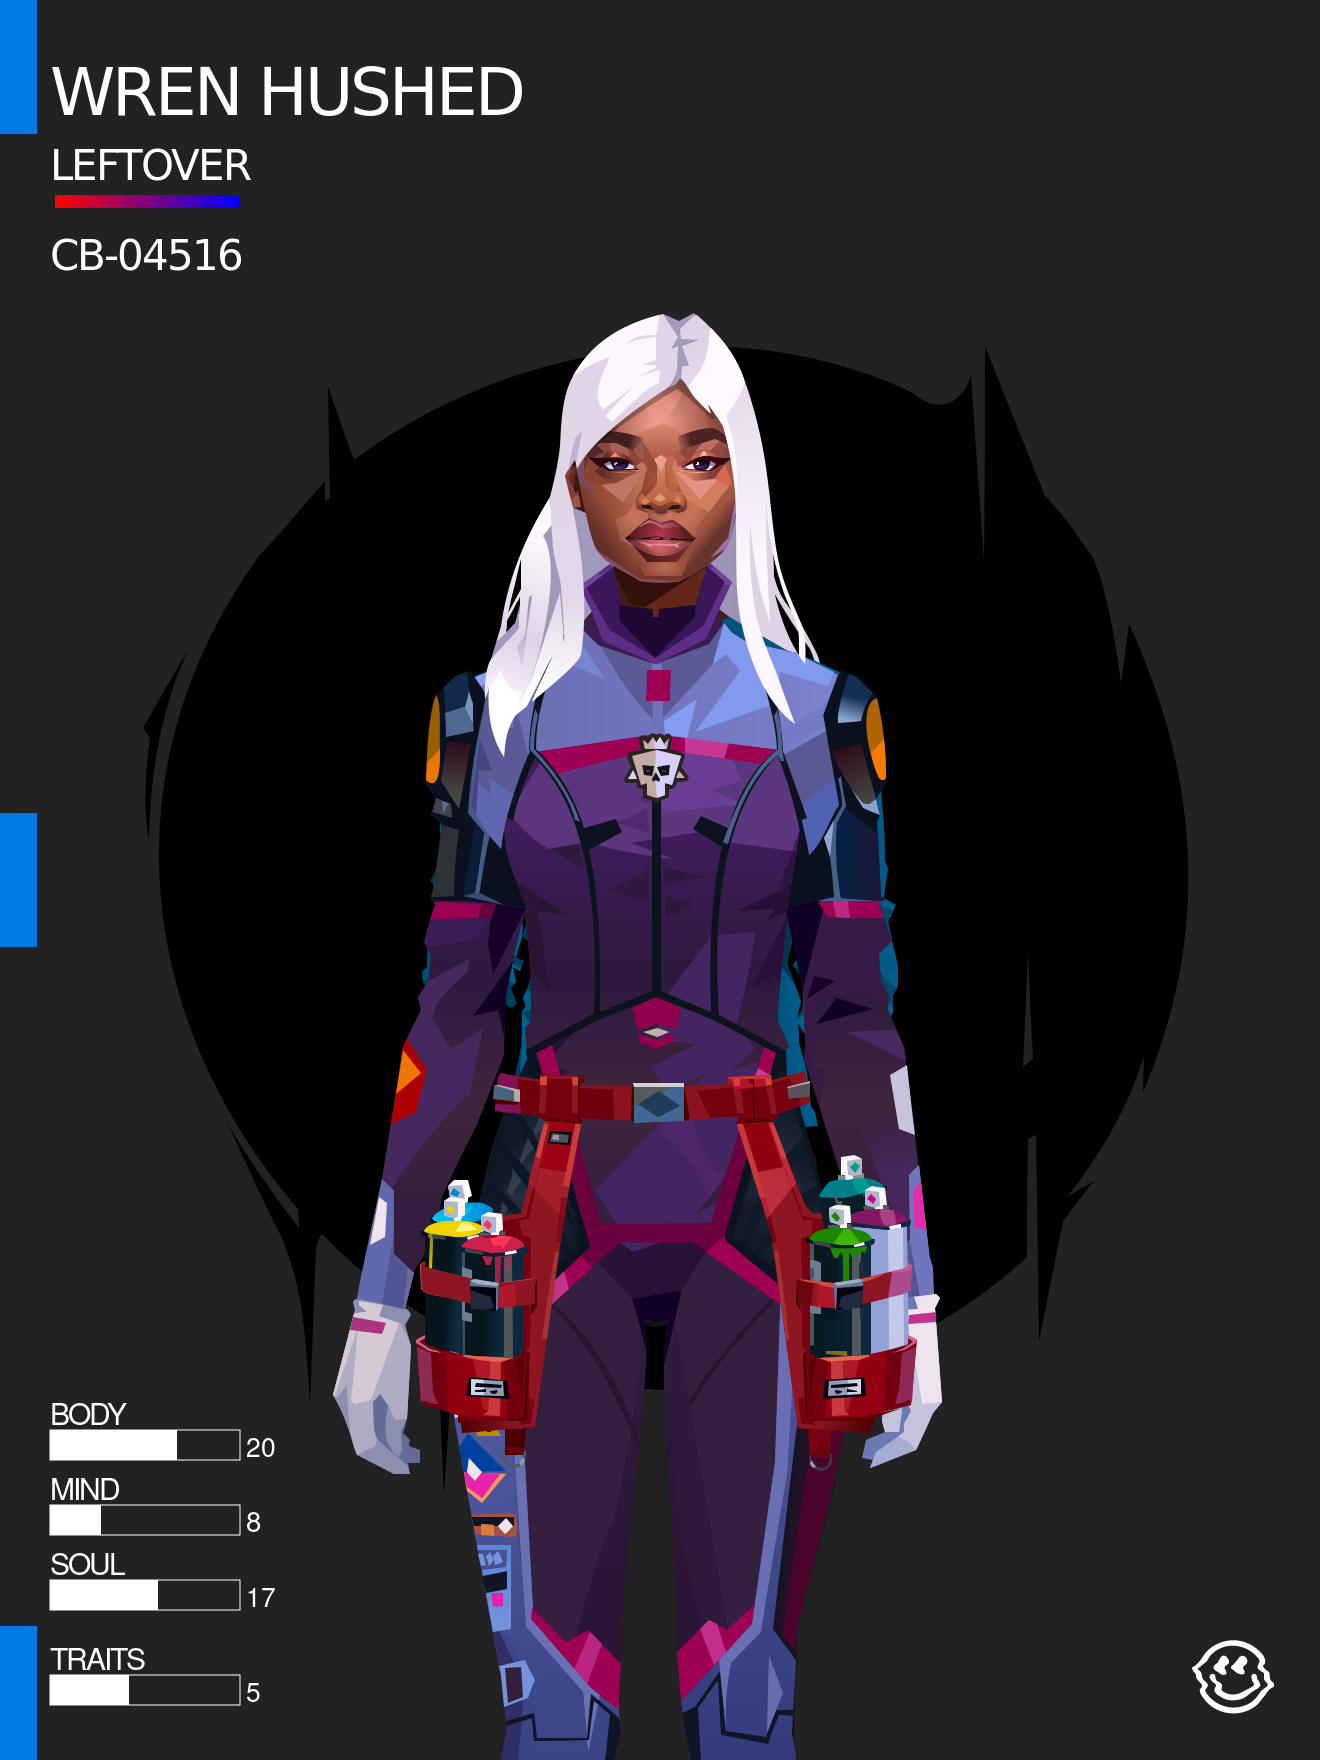 WREN HUSHED
LEFTOVER
CB-04516
BODY
20
MIND
8
SOUL
17
TRAITS
5